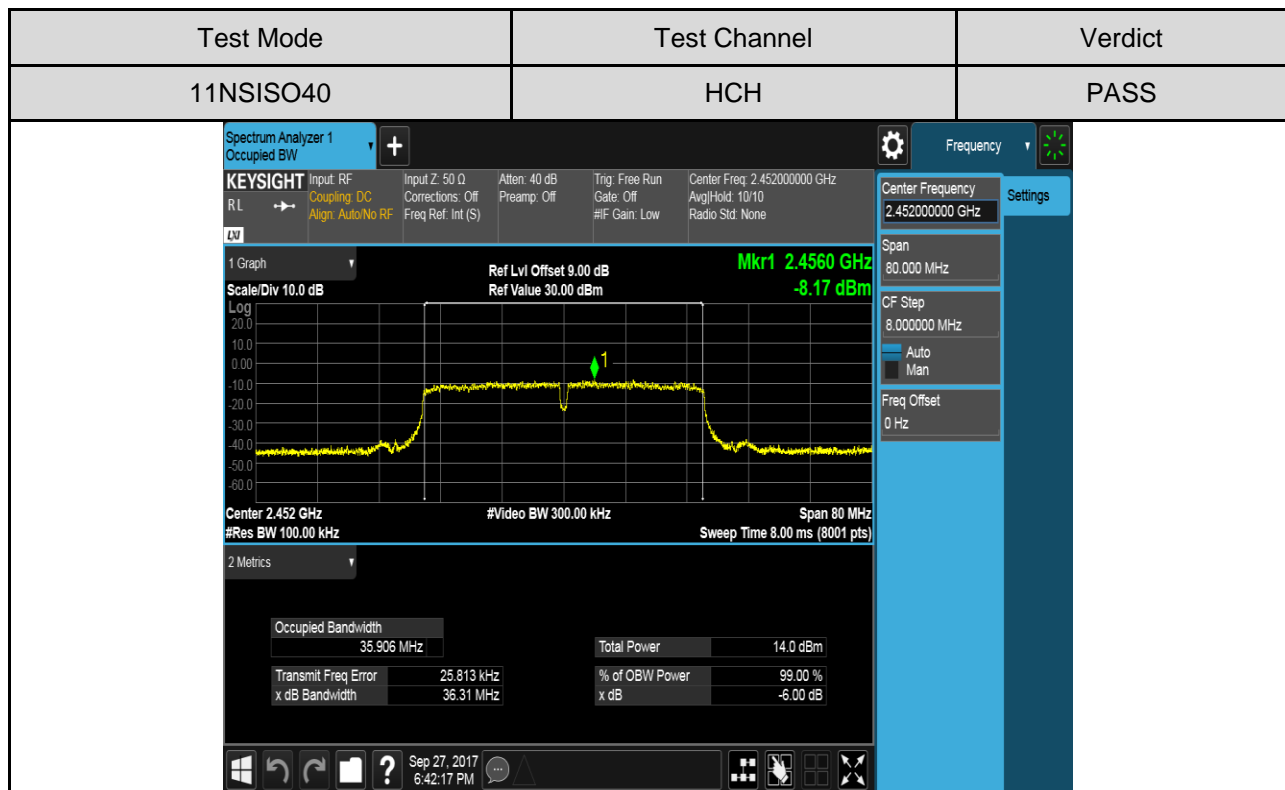 Test Mode Test Channel Verdict
11NSISO40 HCH PASS
Spectrum Analyzer 1
Occupied BW
+
Frequency
KEYSIGHT Input: RF Input Z: 50 Ω Atten: 40 dB Trig: Free Run Center Freq: 2.452000000 GHz
RL Coupling: DC Corrections: Off Preamp: Off Gate: Off Avg|Hold: 10/10
Align: Auto/No RF Freq Ref: Int (S) #IF Gain: Low Radio Std: None
LXI
Center Frequency Settings
2.452000000 GHz
Span
80.000 MHz
CF Step
8.000000 MHz
Auto
Man
Freq Offset
0 Hz
1 Graph Ref Lvl Offset 9.00 dB Mkr1 2.4560 GHz
Scale/Div 10.0 dB Ref Value 30.00 dBm -8.17 dBm
Log
20.0
10.0
0.00
1
-10.0
-20.0
-30.0
-40.0
-50.0
-60.0
Center 2.452 GHz #Video BW 300.00 kHz Span 80 MHz
#Res BW 100.00 kHz Sweep Time 8.00 ms (8001 pts)
2 Metrics
Occupied Bandwidth
35.906 MHz Total Power 14.0 dBm
Transmit Freq Error 25.813 kHz % of OBW Power 99.00 %
x dB Bandwidth 36.31 MHz x dB -6.00 dB
? Sep 27, 2017
6:42:17 PM